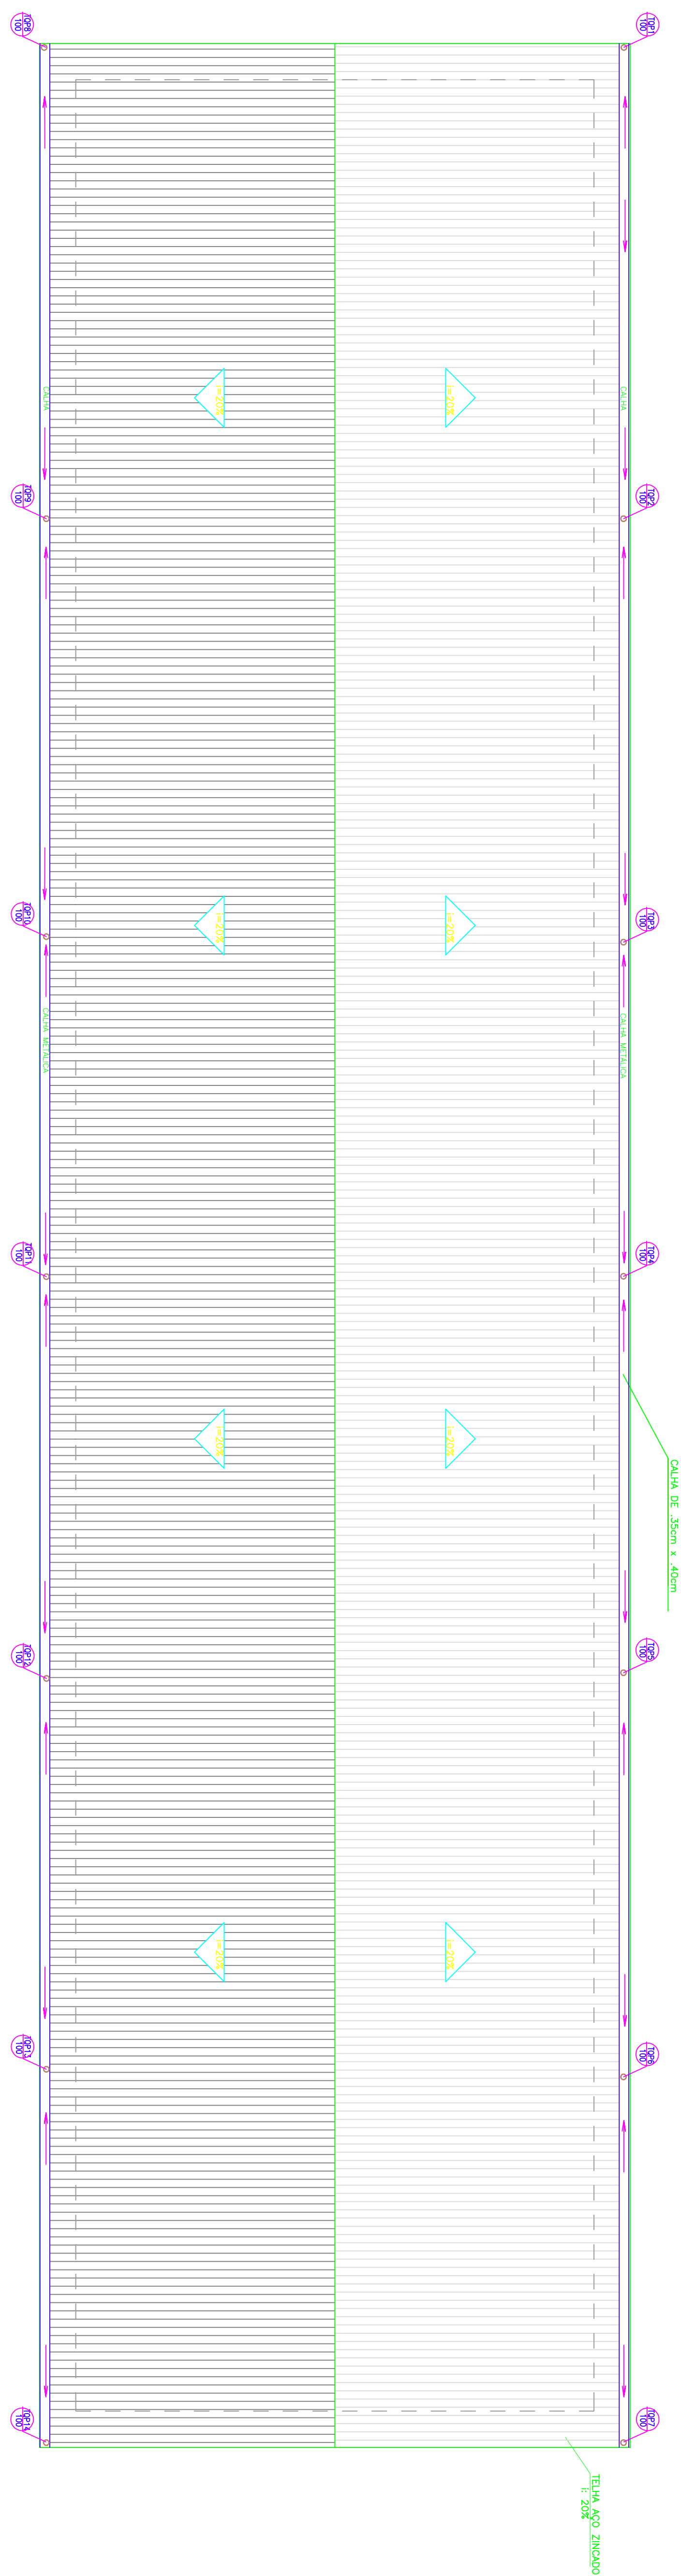 TQP8
100
TQP1
100
i=20%
i=20%
CALHA
CALHA
TQP9
100
TQP2
100
i=20%
i=20%
TQP10
100
TQP3
100
CALHA METÁLICA
CALHA METÁLICA
TQP11
100
TQP4
100
i=20%
i=20%
CALHA DE .35cm x .40cm
TQP12
100
TQP5
100
i=20%
i=20%
TQP13
100
TQP6
100
TQP14
100
TQP7
100
TELHA AÇO ZINCADO
i: 20%